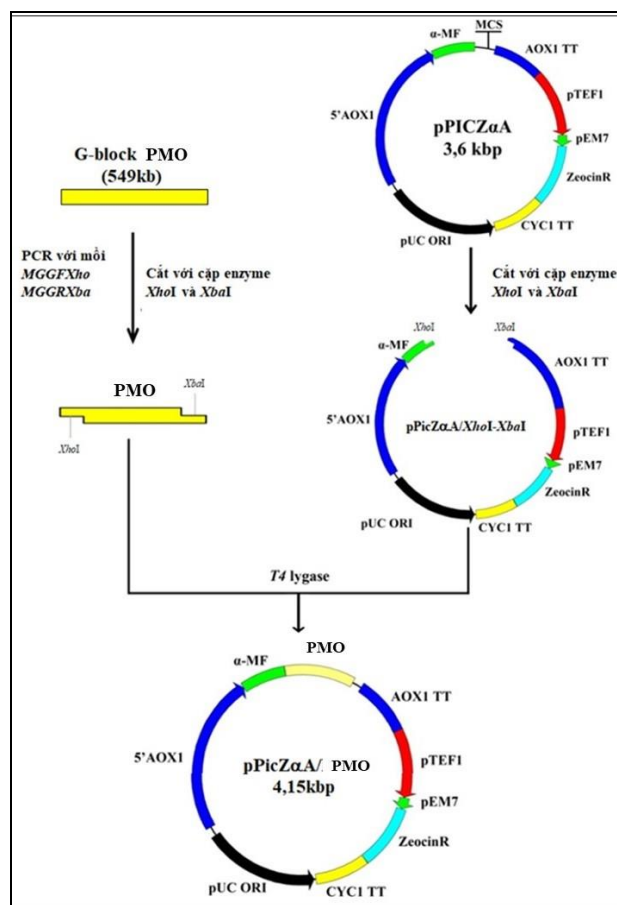 α-MF
MCS
AOX1 TT
pTEF1
pEM7
ZeocinR
CYC1 TT
pUC ORI
5'AOX1
pPICZαA
3,6 kbp
G-block PMO
(549kb)
PCR với mồi
MGGFXho
MGGRXba
Cắt với cặp enzyme
XhoI và XbaI
Cắt với cặp enzyme
XhoI và XbaI
PMO
XbaI
XhoI
XhoI
XbaI
α-MF
AOX1 TT
5'AOX1
pPicZαA/XhoI-XbaI
pTEF1
pEM7
ZeocinR
pUC ORI
CYC1 TT
T4 lygase
PMO
α-MF
AOX1 TT
5'AOX1
pPicZαA/ PMO
4,15kbp
pTEF1
pEM7
ZeocinR
pUC ORI
CYC1 TT